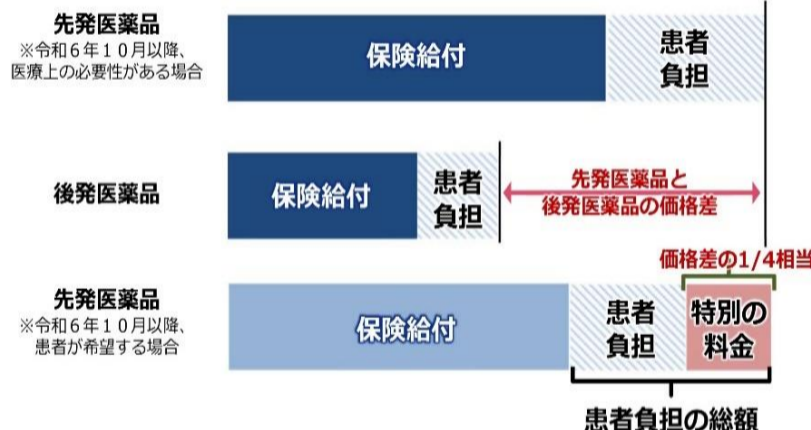 先発医薬品
※令和6年10月以降、
医療上の必要性がある場合
保険給付
患者
負担
後発医薬品
保険給付
患者
負担
先発医薬品と
後発医薬品の価格差
価格差の1/4相当
先発医薬品
※令和6年10月以降、
患者が希望する場合
保険給付
患者
負担
特別の
料金
患者負担の総額